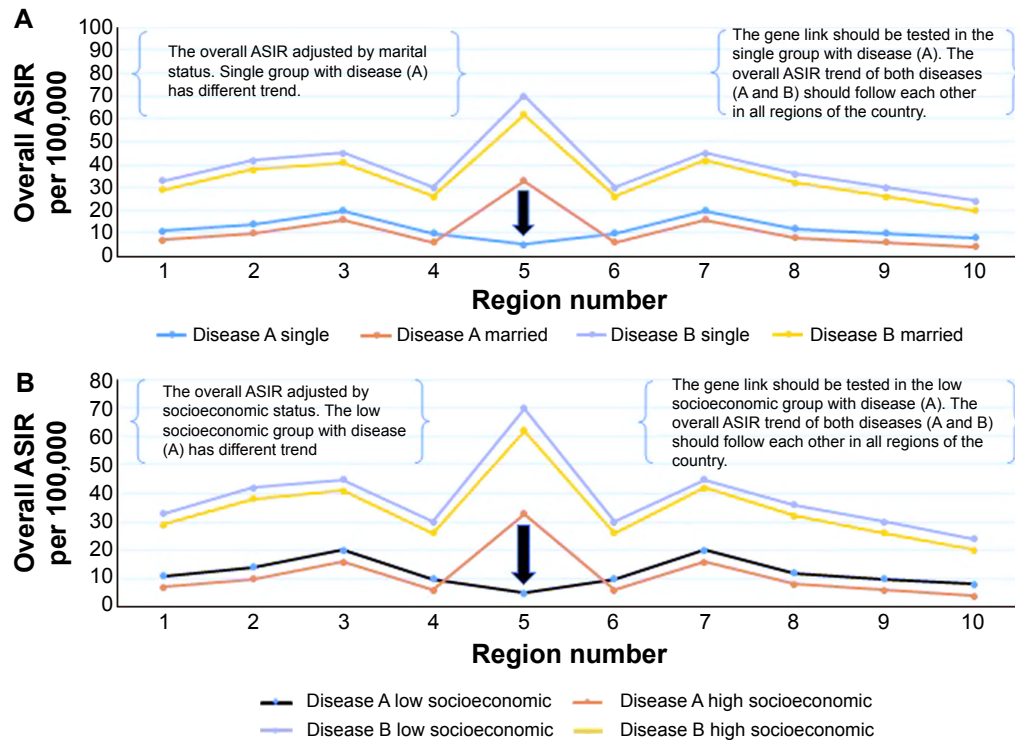 A
100
90
80
70
60
50
40
30
20
10
0
Overall ASIR
per 100,000
The overall ASIR adjusted by marital
status. Single group with disease (A)
has different trend.
The gene link should be tested in the
single group with disease (A). The
overall ASIR trend of both diseases
(A and B) should follow each other
in all regions of the country.
1 2 3 4 5 6 7 8 9 10
Region number
Disease A single Disease A married Disease B single Disease B married
B
80
70
60
50
40
30
20
10
0
Overall ASIR
per 100,000
The overall ASIR adjusted by
socioeconomic status. The low
socioeconomic group with disease
(A) has different trend
The gene link should be tested in the low
socioeconomic group with disease (A). The
overall ASIR trend of both diseases (A and B)
should follow each other in all regions of the
country.
1 2 3 4 5 6 7 8 9 10
Region number
Disease A low socioeconomic Disease A high socioeconomic
Disease B low socioeconomic Disease B high socioeconomic